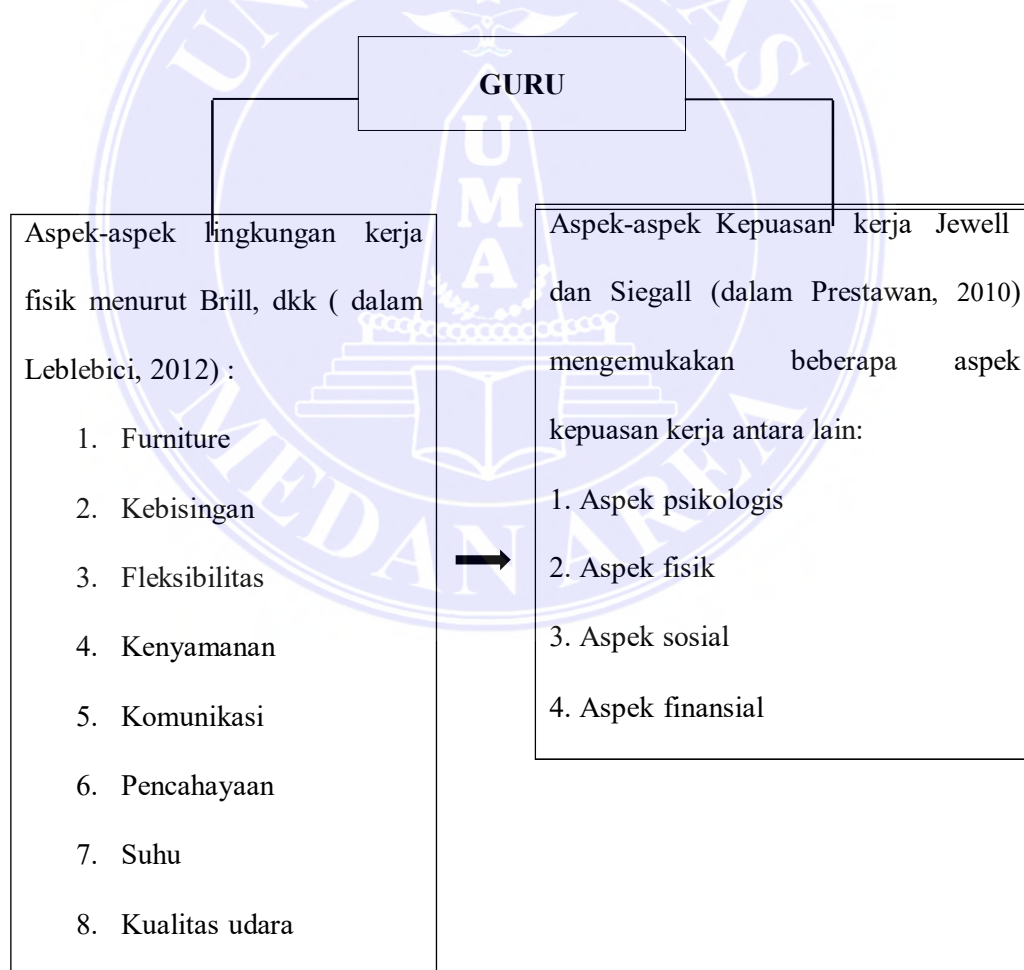 GURU
Aspek-aspek lingkungan kerja
fisik menurut Brill, dkk ( dalam
Leblebici, 2012) :
1. Furniture
2. Kebisingan
3. Fleksibilitas
4. Kenyamanan
5. Komunikasi
6. Pencahayaan
7. Suhu
8. Kualitas udara
Aspek-aspek Kepuasan kerja Jewell
dan Siegall (dalam Prestawan, 2010)
mengemukakan beberapa aspek
kepuasan kerja antara lain:
1. Aspek psikologis
2. Aspek fisik
3. Aspek sosial
4. Aspek finansial
UMA
MEDAN AREA